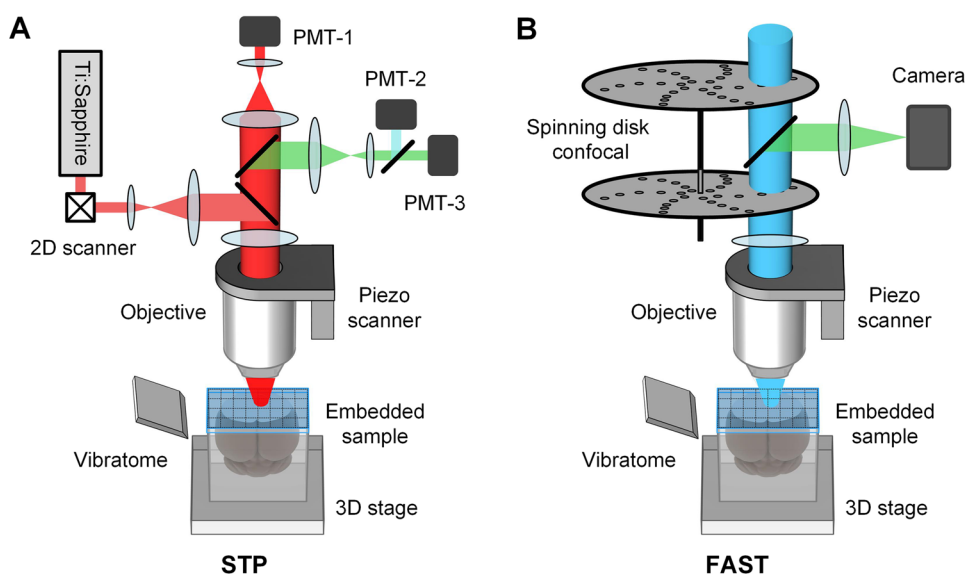 A
Ti:Sapphire
2D scanner
PMT-1
PMT-2
PMT-3
Objective
Piezo
scanner
Embedded
sample
Vibratome
3D stage
STP
B
Spinning disk
confocal
Camera
Objective
Piezo
scanner
Embedded
sample
Vibratome
3D stage
FAST